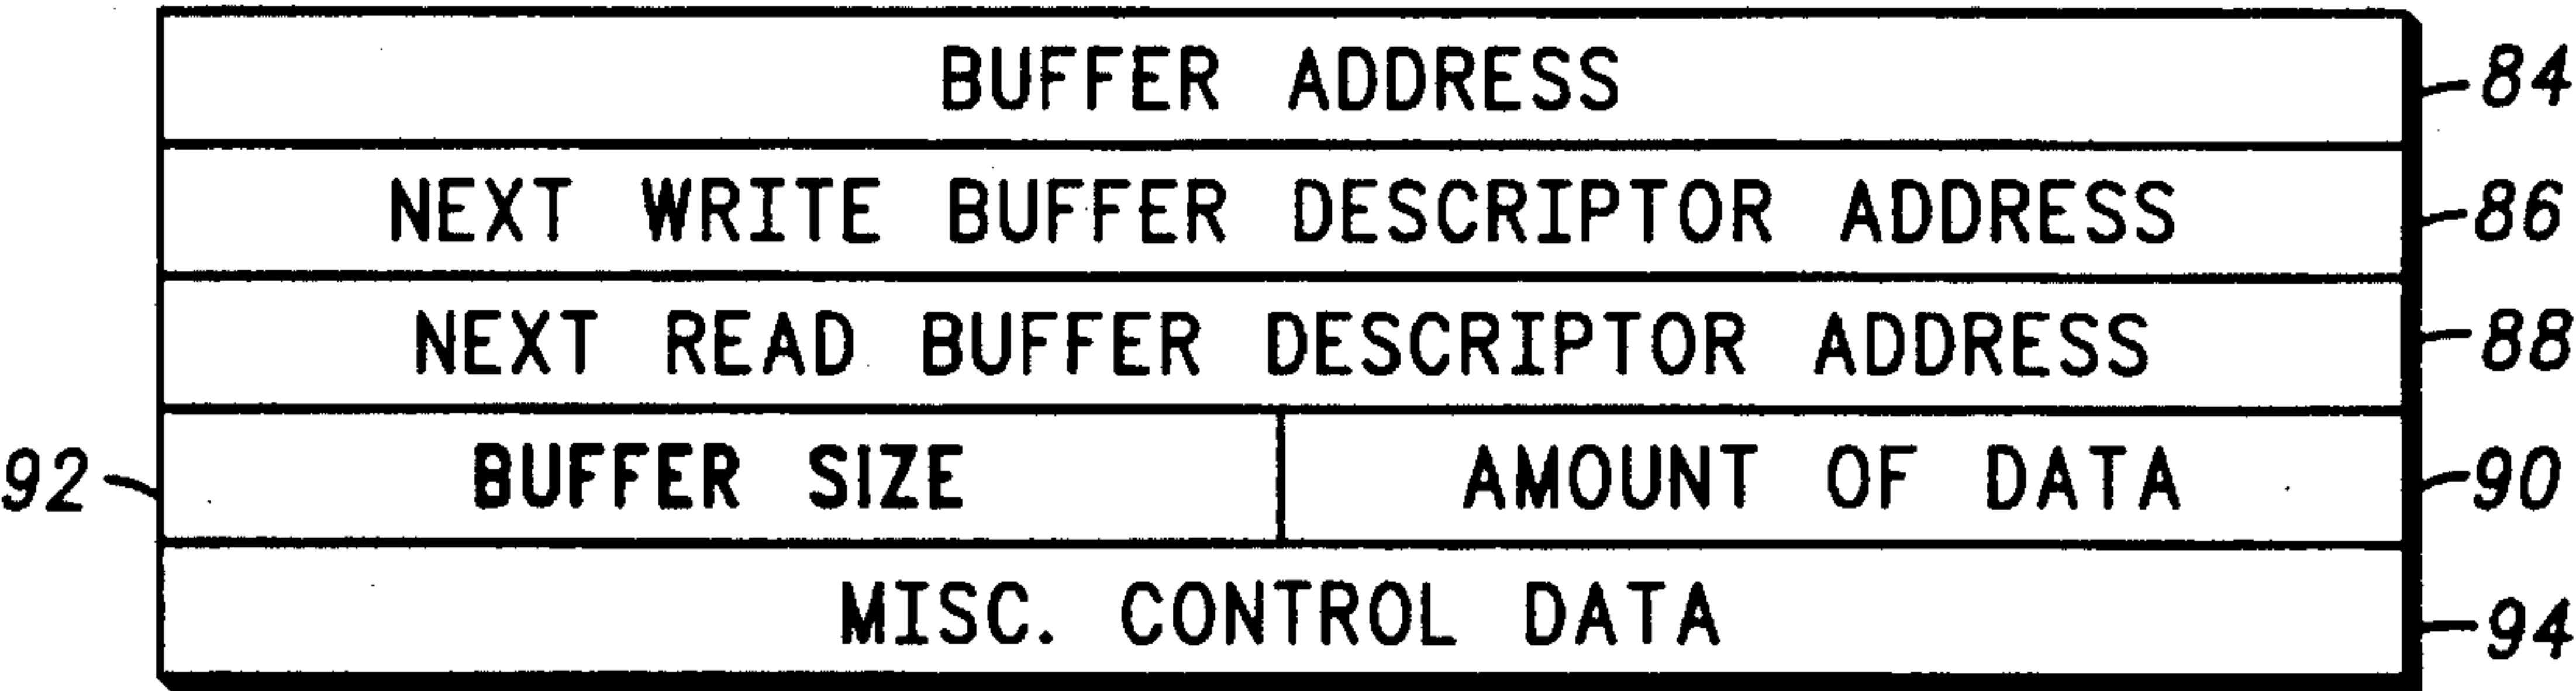 BUFFER ADDRESS 84
NEXT WRITE BUFFER DESCRIPTOR ADDRESS 86
NEXT READ BUFFER DESCRIPTOR ADDRESS 88
92 BUFFER SIZE AMOUNT OF DATA 90
MISC. CONTROL DATA 94